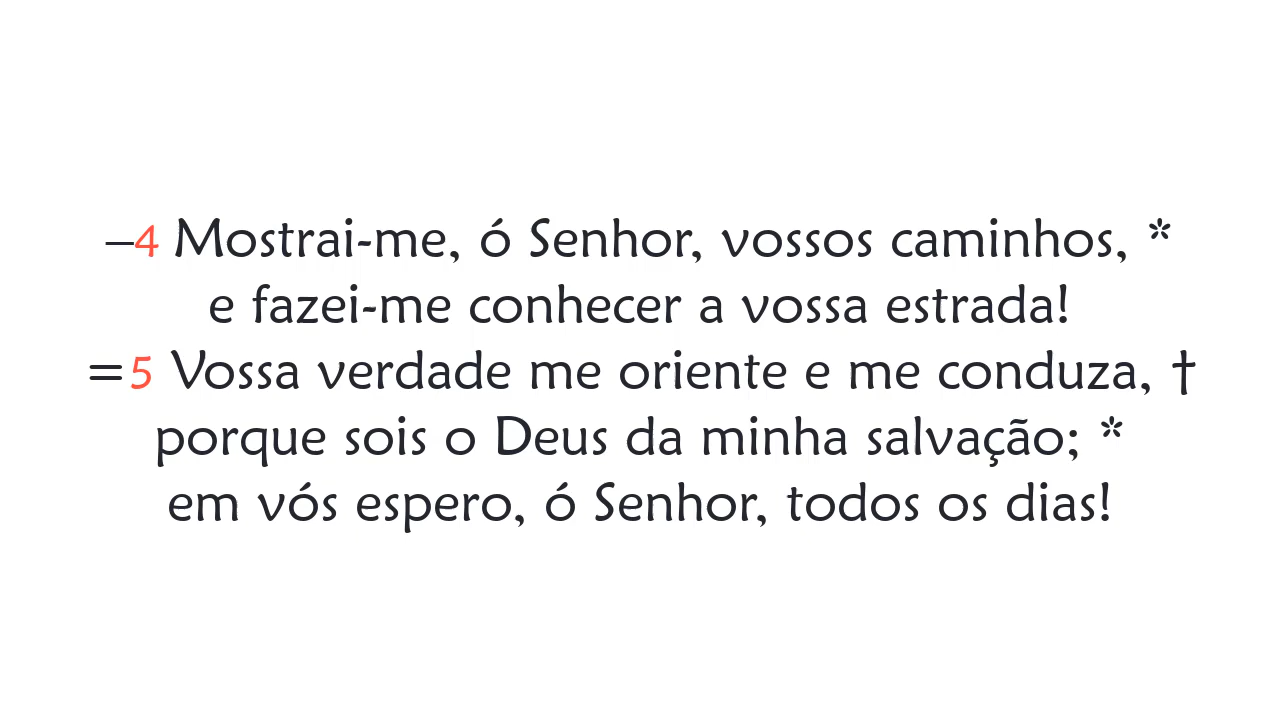 –4 Mostrai-me, ó Senhor, vossos caminhos, *
e fazei-me conhecer a vossa estrada!
=5 Vossa verdade me oriente e me conduza, †
porque sois o Deus da minha salvação; *
em vós espero, ó Senhor, todos os dias!